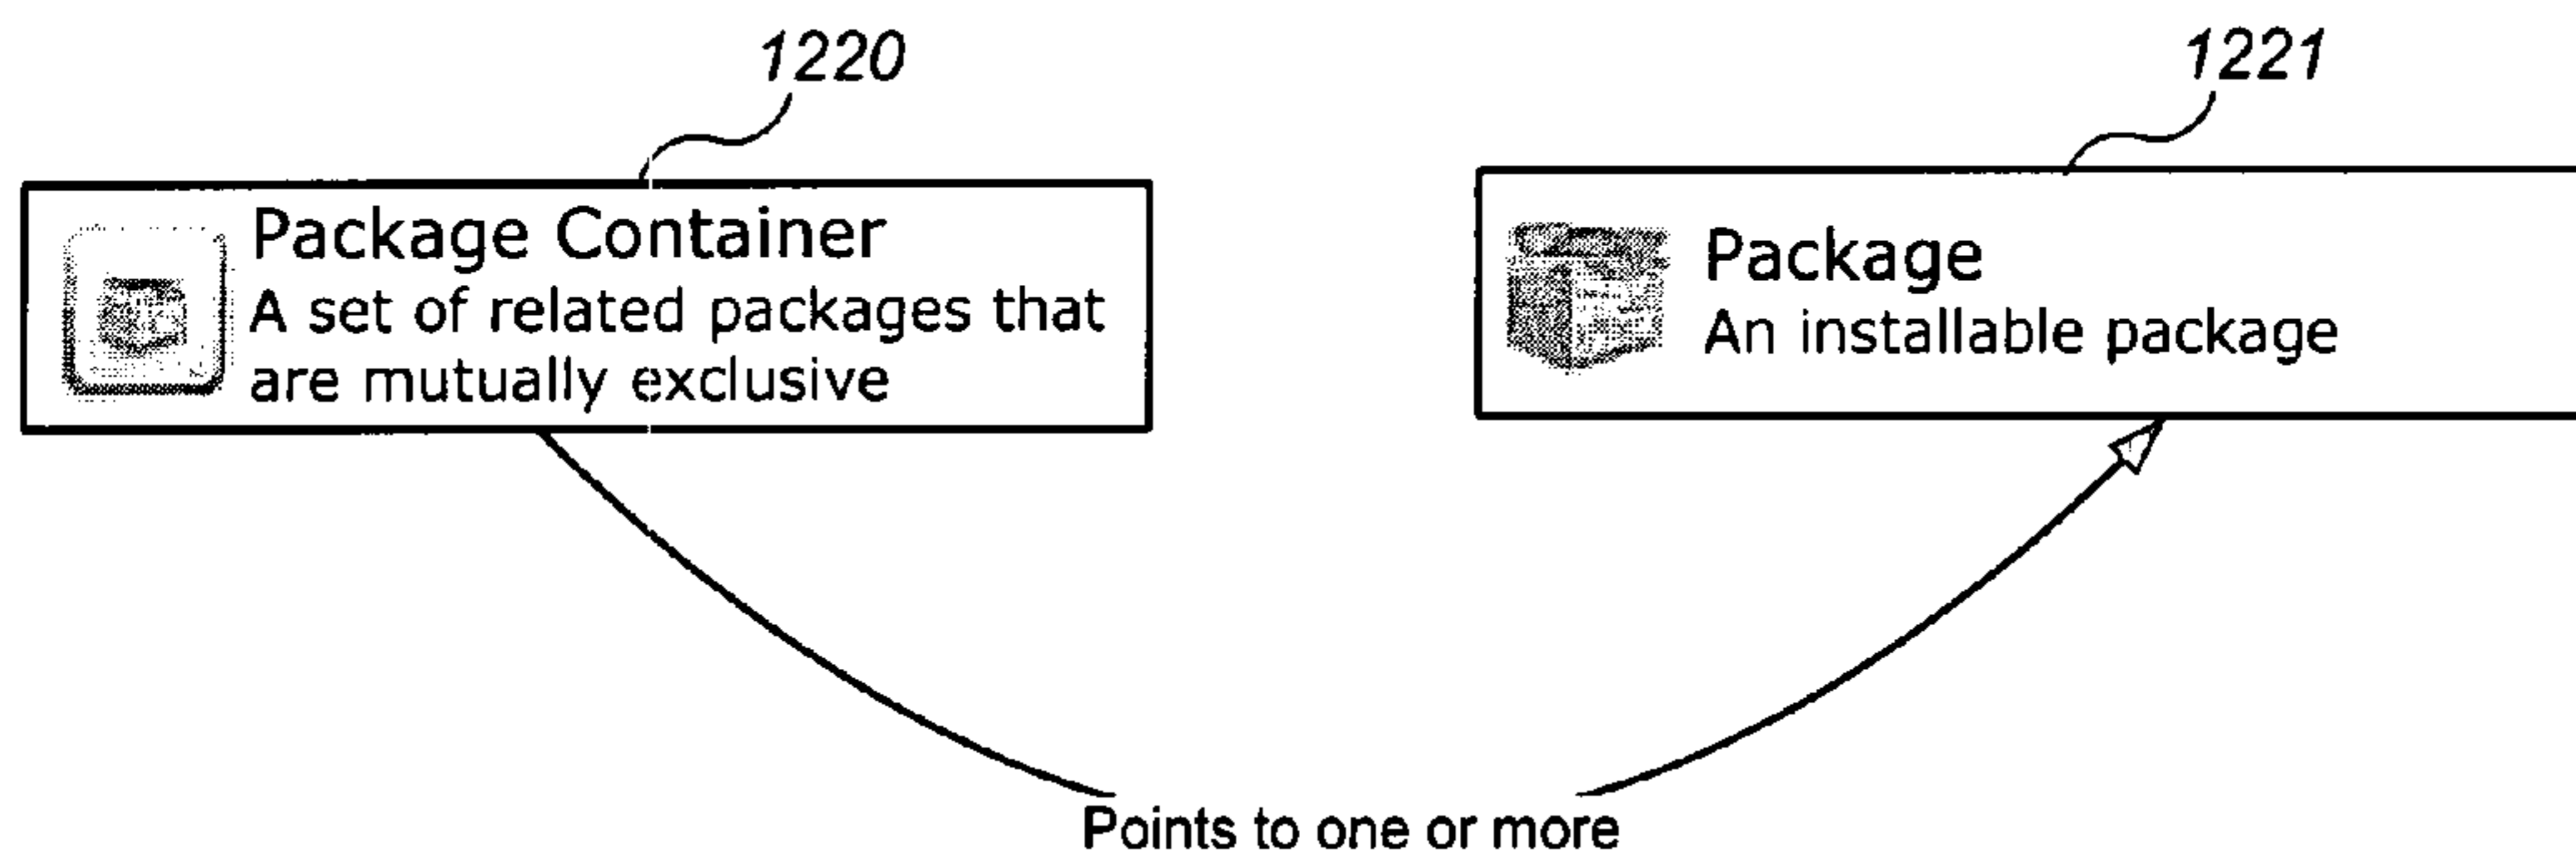 1220
Package Container
A set of related packages that
are mutually exclusive
1221
Package
An installable package
Points to one or more